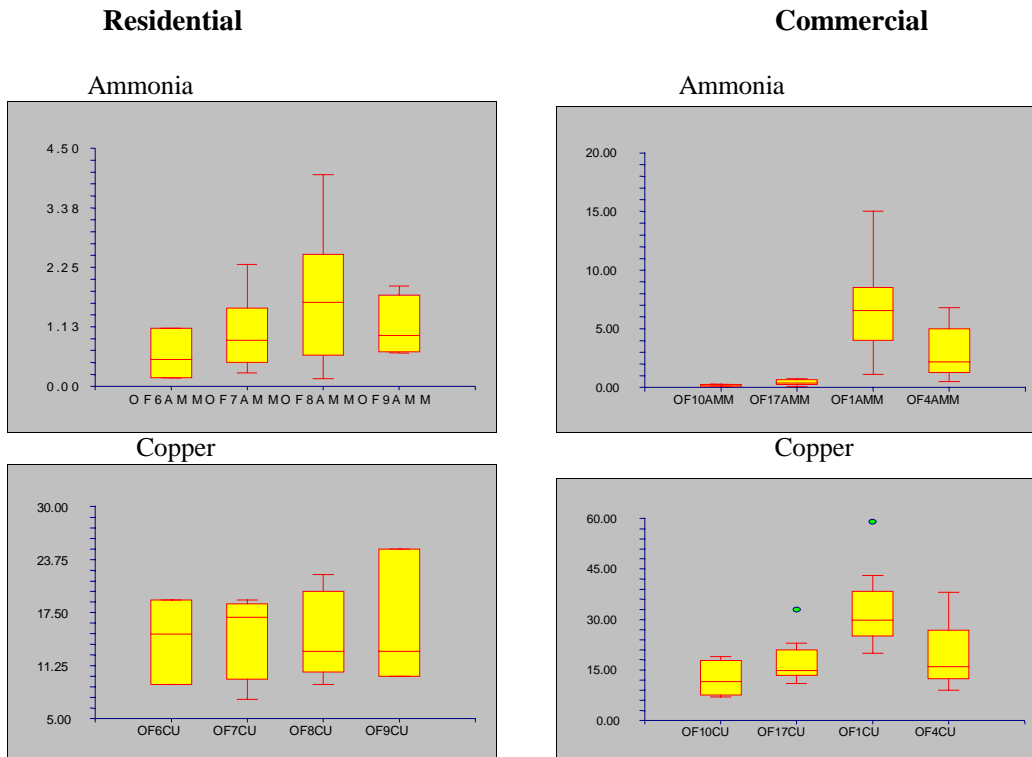 Residential
Commercial
Ammonia
4.50
3.38
2.25
1.13
0.00
OF6AMM OF7AMM OF8AMM OF9AMM
Ammonia
20.00
15.00
10.00
5.00
0.00
OF10AMM OF17AMM OF1AMM OF4AMM
Copper
30.00
23.75
17.50
11.25
5.00
OF6CU OF7CU OF8CU OF9CU
Copper
60.00
45.00
30.00
15.00
0.00
OF10CU OF17CU OF1CU OF4CU